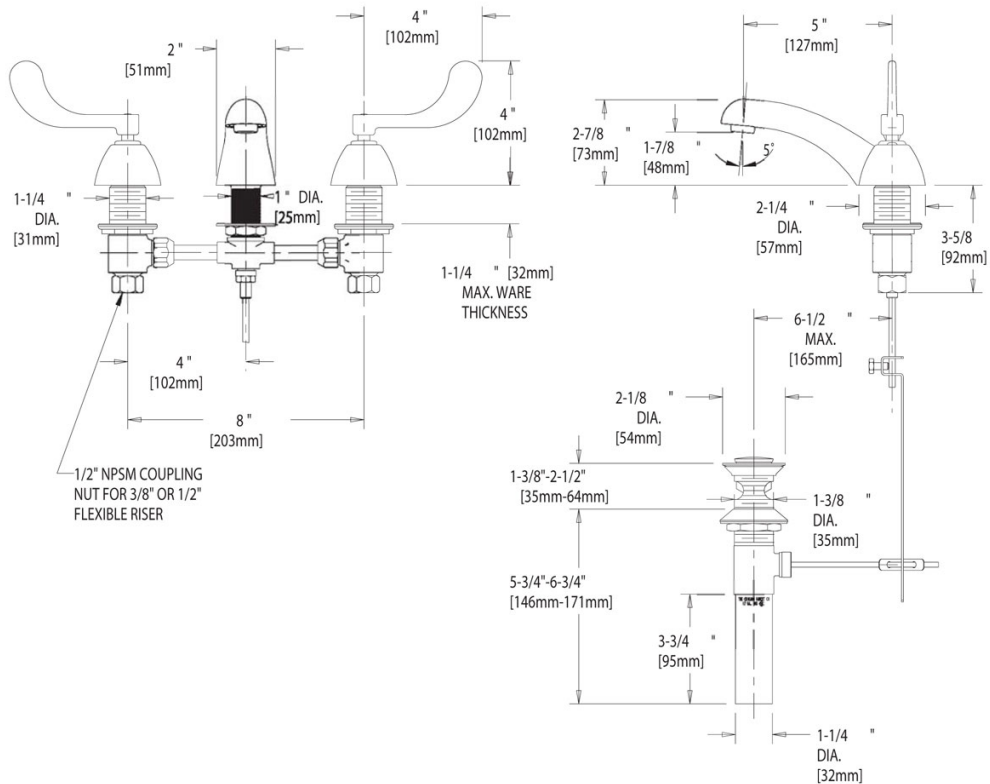 4 "
[102mm]
2 "
[51mm]
4 "
[102mm]
1-1/4 "
DIA.
[31mm]
1 " DIA.
[25mm]
1-1/4 " [32mm]
MAX. WARE
THICKNESS
4 "
[102mm]
8 "
[203mm]
1/2" NPSM COUPLING
NUT FOR 3/8" OR 1/2"
FLEXIBLE RISER
5 "
[127mm]
2-7/8 "
[73mm]
1-7/8 "
[48mm]
5°
2-1/4 "
DIA.
[57mm]
3-5/8 "
[92mm]
6-1/2 "
MAX.
[165mm]
2-1/8 "
DIA.
[54mm]
1-3/8"-2-1/2"
[35mm-64mm]
1-3/8 "
DIA.
[35mm]
5-3/4"-6-3/4"
[146mm-171mm]
3-3/4 "
[95mm]
1-1/4 "
DIA.
[32mm]